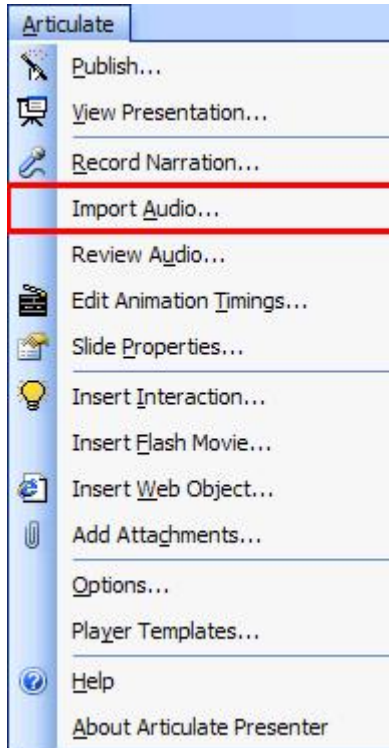 Articulate
Publish...
View Presentation...
Record Narration...
Import Audio...
Review Audio...
Edit Animation Timings...
Slide Properties...
Insert Interaction...
Insert Flash Movie...
Insert Web Object...
Add Attachments...
Options...
Player Templates...
Help
About Articulate Presenter